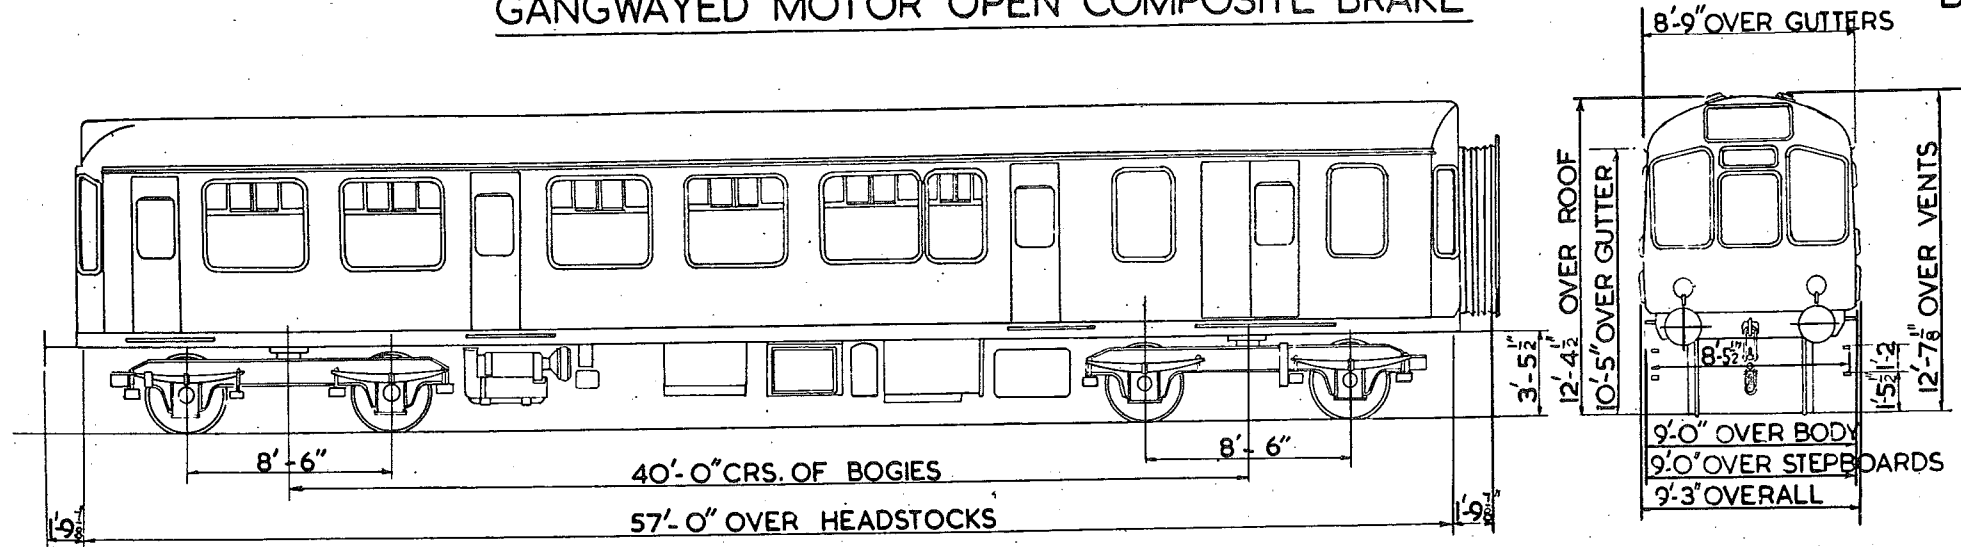 GANGWAYED MOTOR OPEN COMPOSITE BRAKE
8'-9" OVER GUTTERS
12'-4½" OVER ROOF
10'-5" OVER GUTTER
12'-7⅛" OVER VENTS
3'-5½"
8'-5½"
1'-2
1'-5½"
8'-6"
8'-6"
40'-0" CRS. OF BOGIES
57'-0" OVER HEADSTOCKS
9'-0" OVER BODY
9'-0" OVER STEPBOARDS
9'-3" OVERALL